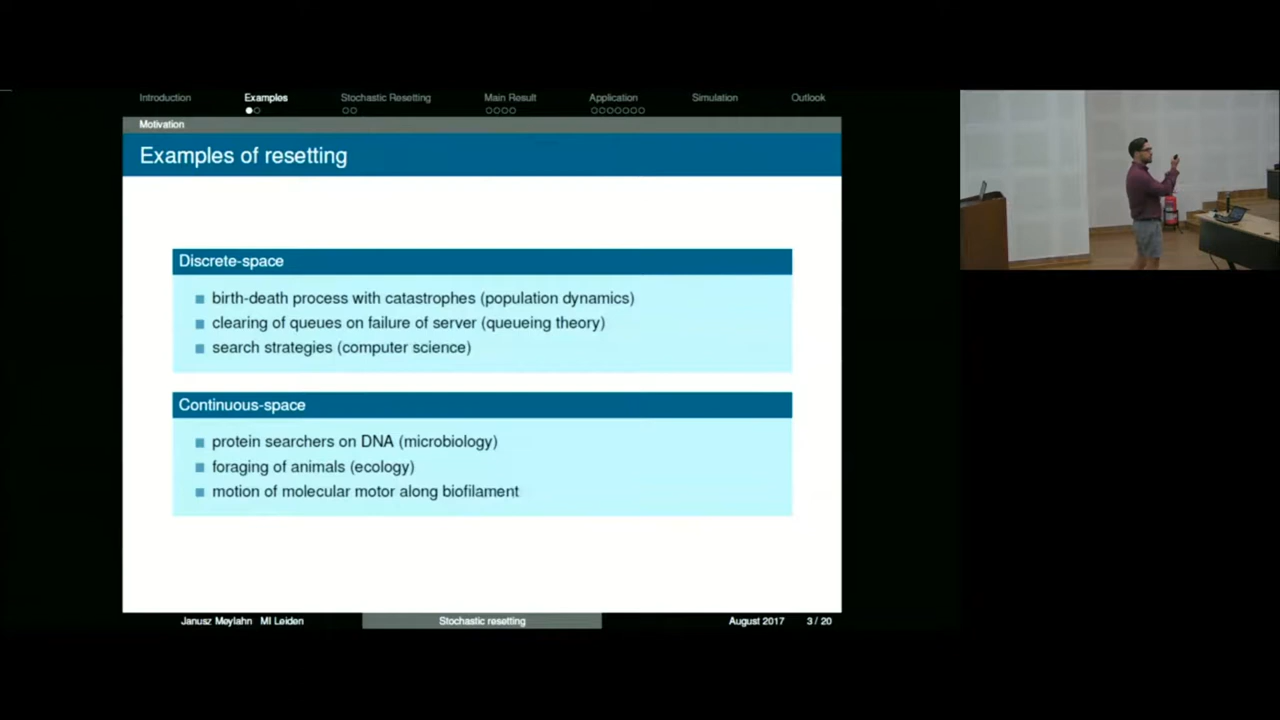 Introduction Examples Stochastic Resetting Main Result Application Simulation Outlook
Motivation
Examples of resetting
Discrete-space
birth-death process with catastrophes (population dynamics)
clearing of queues on failure of server (queueing theory)
search strategies (computer science)
Continuous-space
protein searchers on DNA (microbiology)
foraging of animals (ecology)
motion of molecular motor along biofilament
Janusz Meylahn MI Leiden Stochastic resetting August 2017 3 / 20